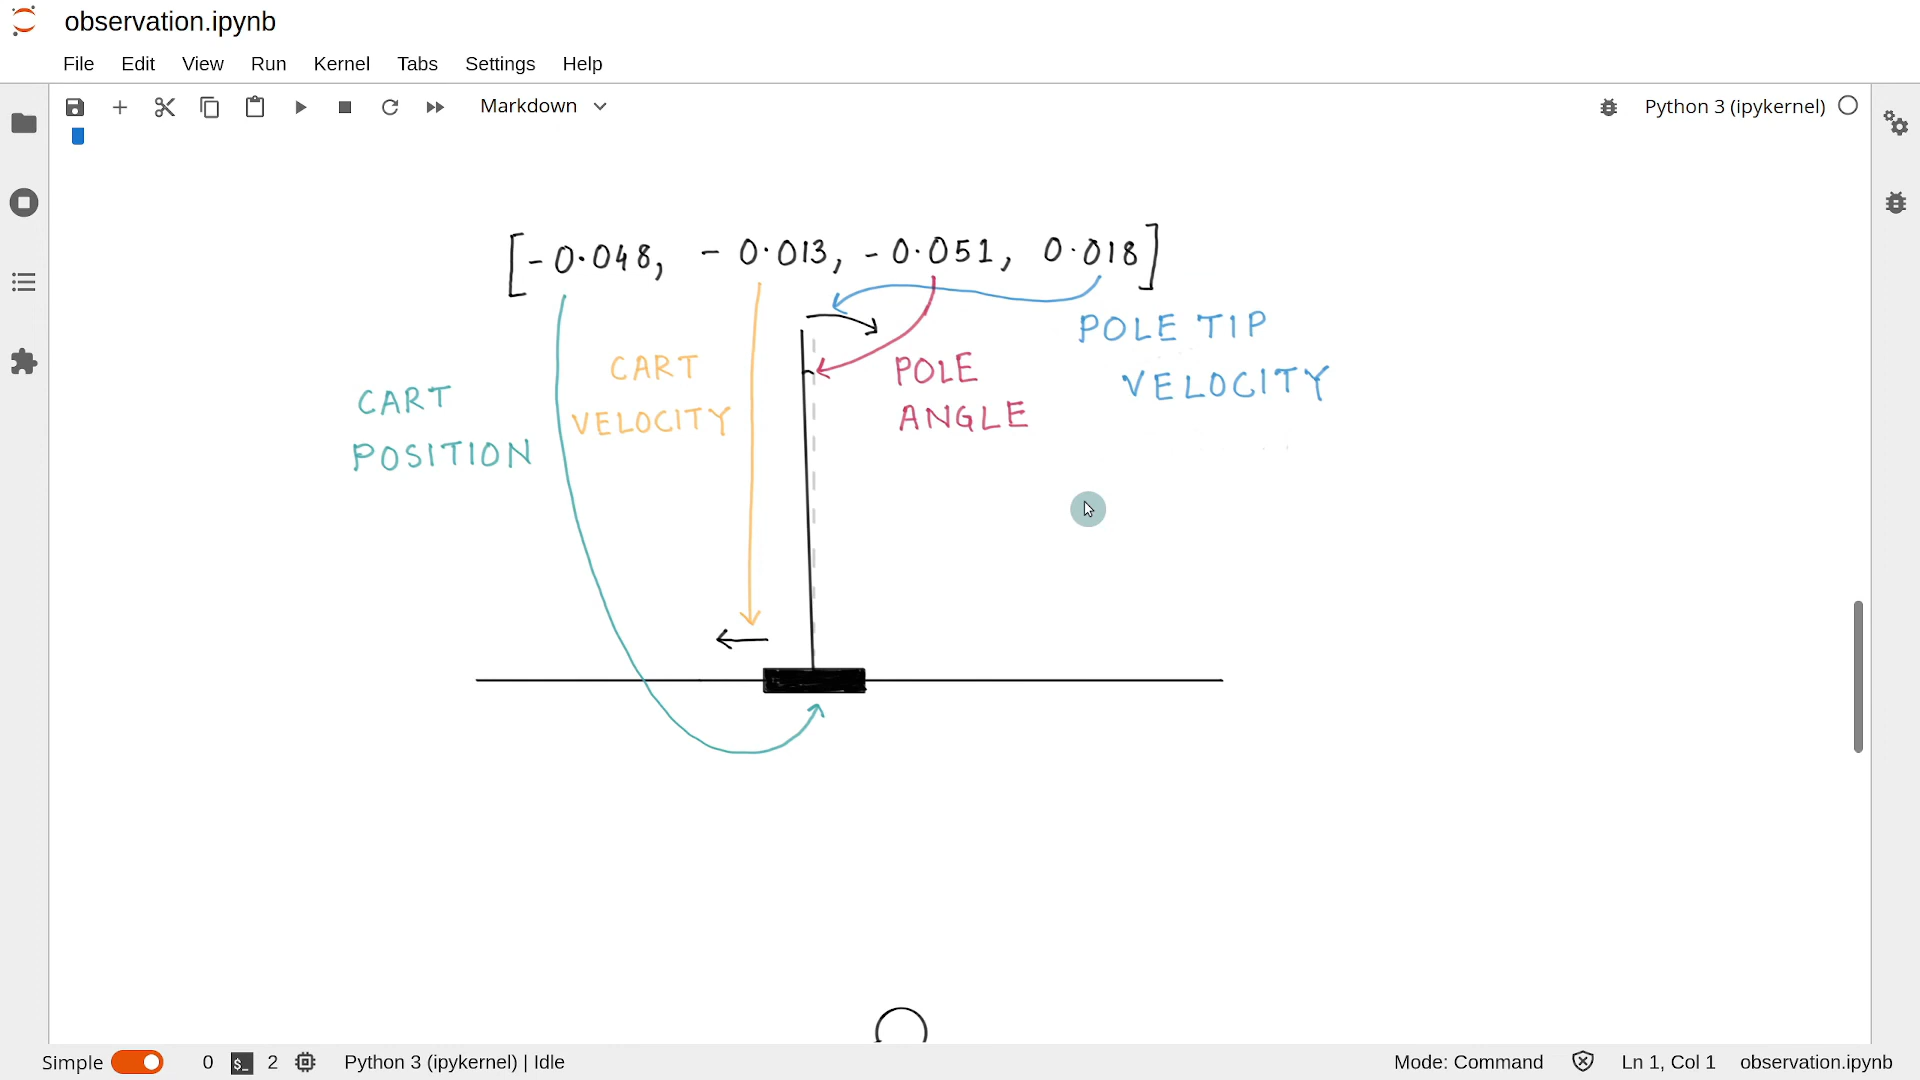 observation.ipynb
File Edit View Run Kernel Tabs Settings Help
Markdown
Python 3 (ipykernel)
[-0.048, -0.013, -0.051, 0.018]
CART
POSITION
CART
VELOCITY
POLE
ANGLE
POLE TIP
VELOCITY
Simple 0 $_ 2 Python 3 (ipykernel) | Idle Mode: Command Ln 1, Col 1 observation.ipynb